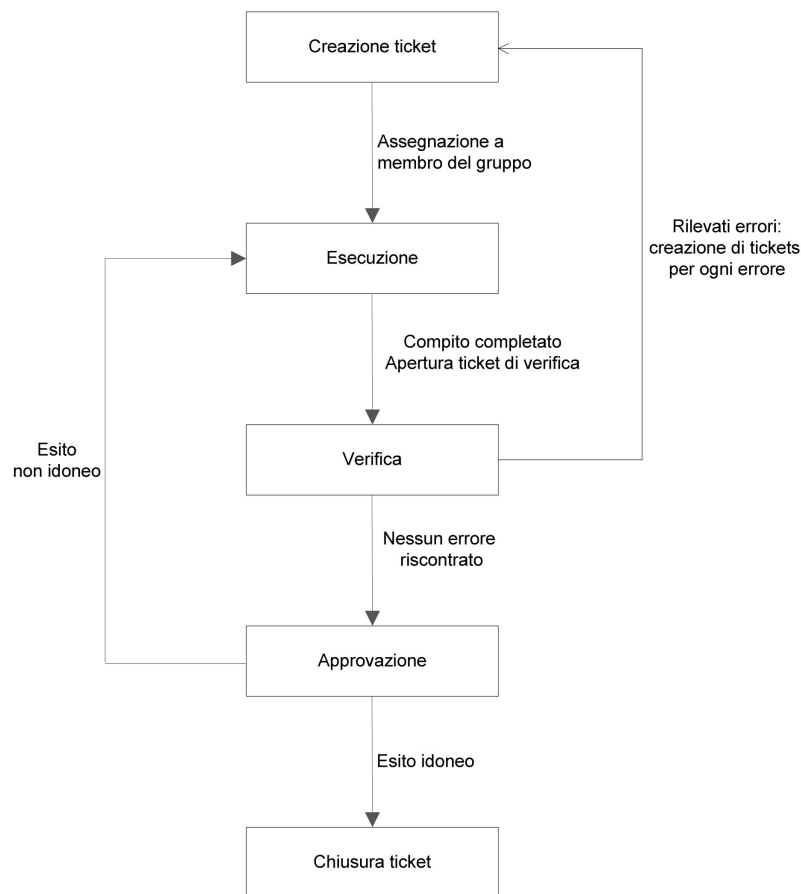 Creazione ticket
Assegnazione a
membro del gruppo
Rilevati errori:
creazione di tickets
per ogni errore
Esecuzione
Compito completato
Apertura ticket di verifica
Esito
non idoneo
Verifica
Nessun errore
riscontrato
Approvazione
Esito idoneo
Chiusura ticket